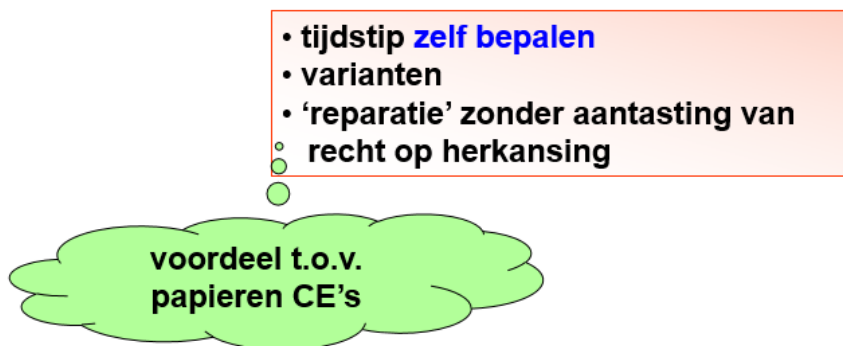 • tijdstip zelf bepalen
• varianten
• ‘reparatie’ zonder aantasting van
recht op herkansing
voordeel t.o.v.
papieren CE’s